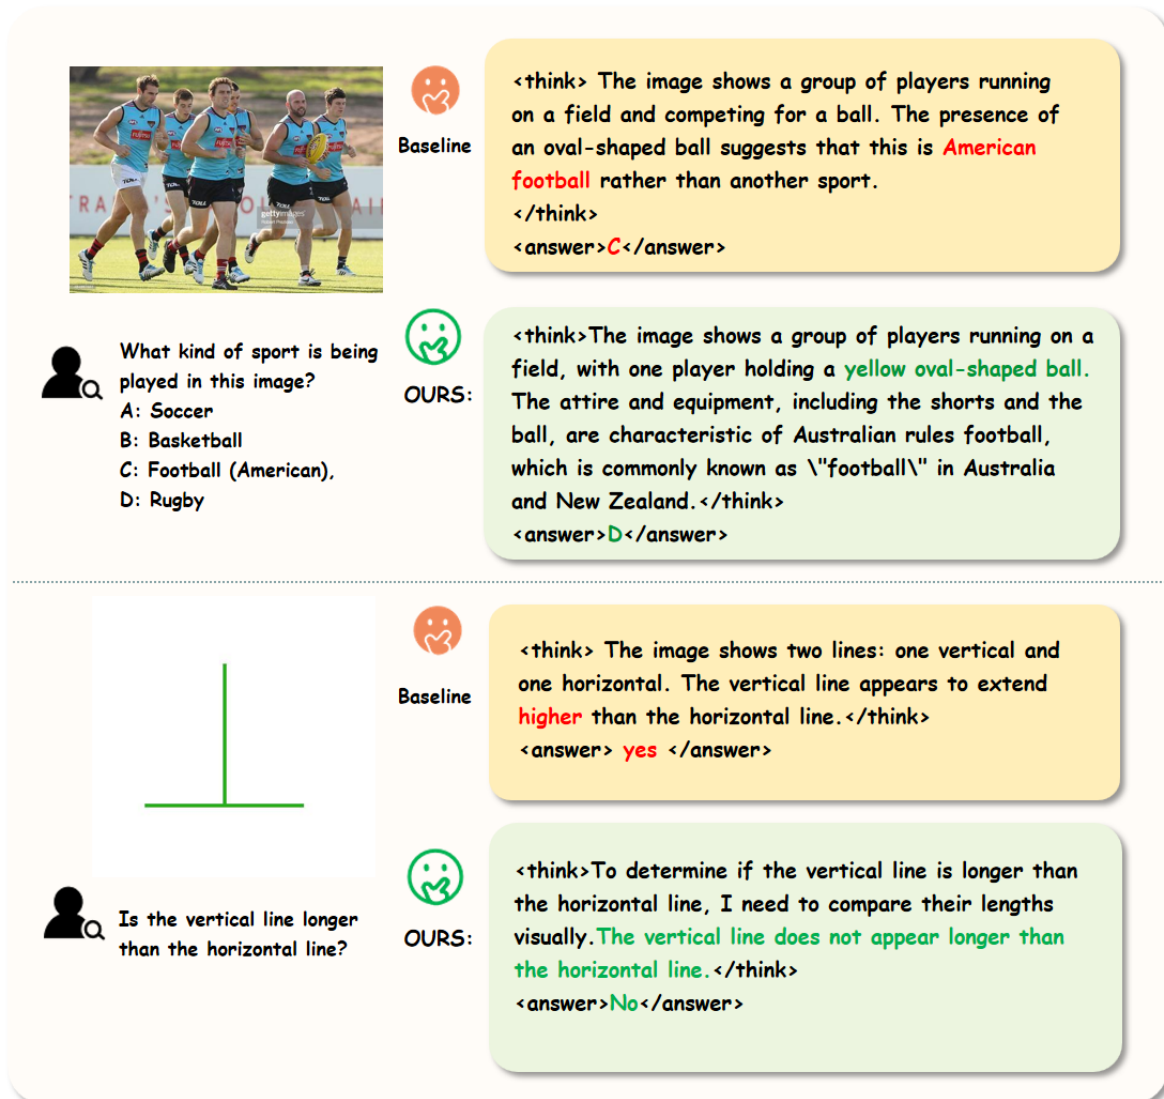 TRA
gettyimages
Baseline
<think> The image shows a group of players running
on a field and competing for a ball. The presence of
an oval-shaped ball suggests that this is American
football rather than another sport.
</think>
<answer>C</answer>
What kind of sport is being
played in this image?
A: Soccer
B: Basketball
C: Football (American),
D: Rugby
OURS:
<think>The image shows a group of players running on a
field, with one player holding a yellow oval-shaped ball.
The attire and equipment, including the shorts and the
ball, are characteristic of Australian rules football,
which is commonly known as \"football\" in Australia
and New Zealand.</think>
<answer>D</answer>
Baseline
<think> The image shows two lines: one vertical and
one horizontal. The vertical line appears to extend
higher than the horizontal line.</think>
<answer> yes </answer>
Is the vertical line longer
than the horizontal line?
OURS:
<think>To determine if the vertical line is longer than
the horizontal line, I need to compare their lengths
visually.The vertical line does not appear longer than
the horizontal line.</think>
<answer>No</answer>